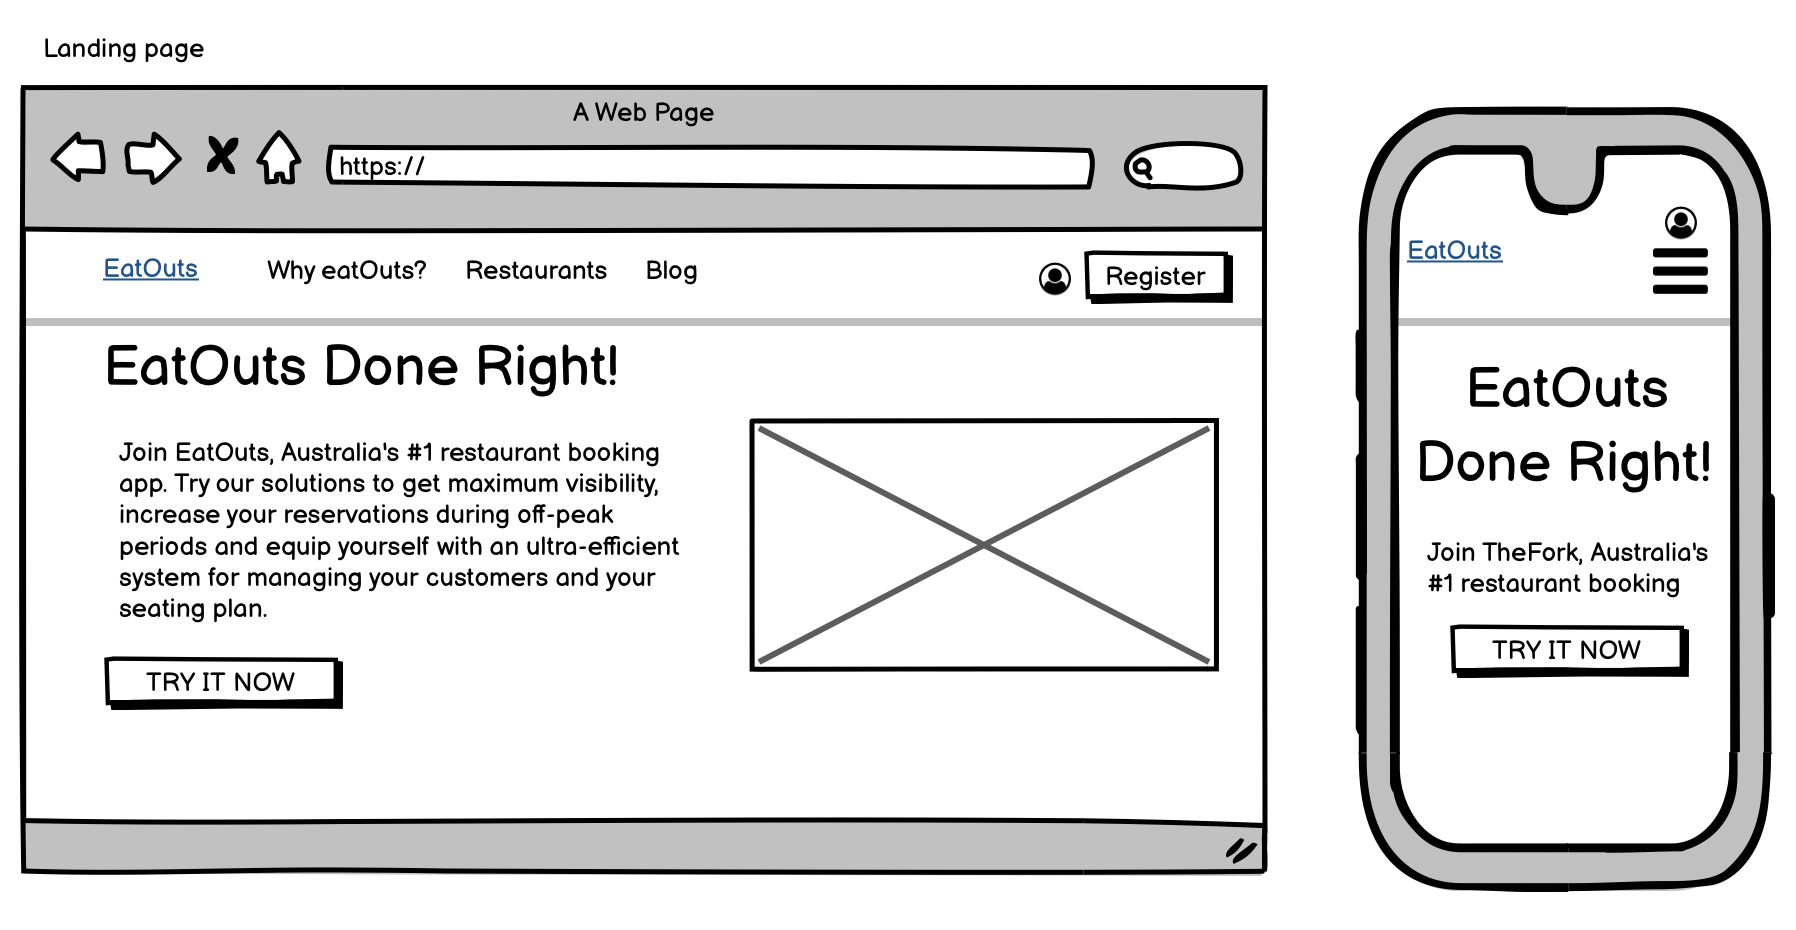 Landing page
A Web Page
https://
EatOuts
Why eatOuts?
Restaurants
Blog
Register
EatOuts Done Right!
Join EatOuts, Australia's #1 restaurant booking
app. Try our solutions to get maximum visibility,
increase your reservations during off-peak
periods and equip yourself with an ultra-efficient
system for managing your customers and your
seating plan.
TRY IT NOW
EatOuts
EatOuts
Done Right!
Join TheFork, Australia's
#1 restaurant booking
TRY IT NOW